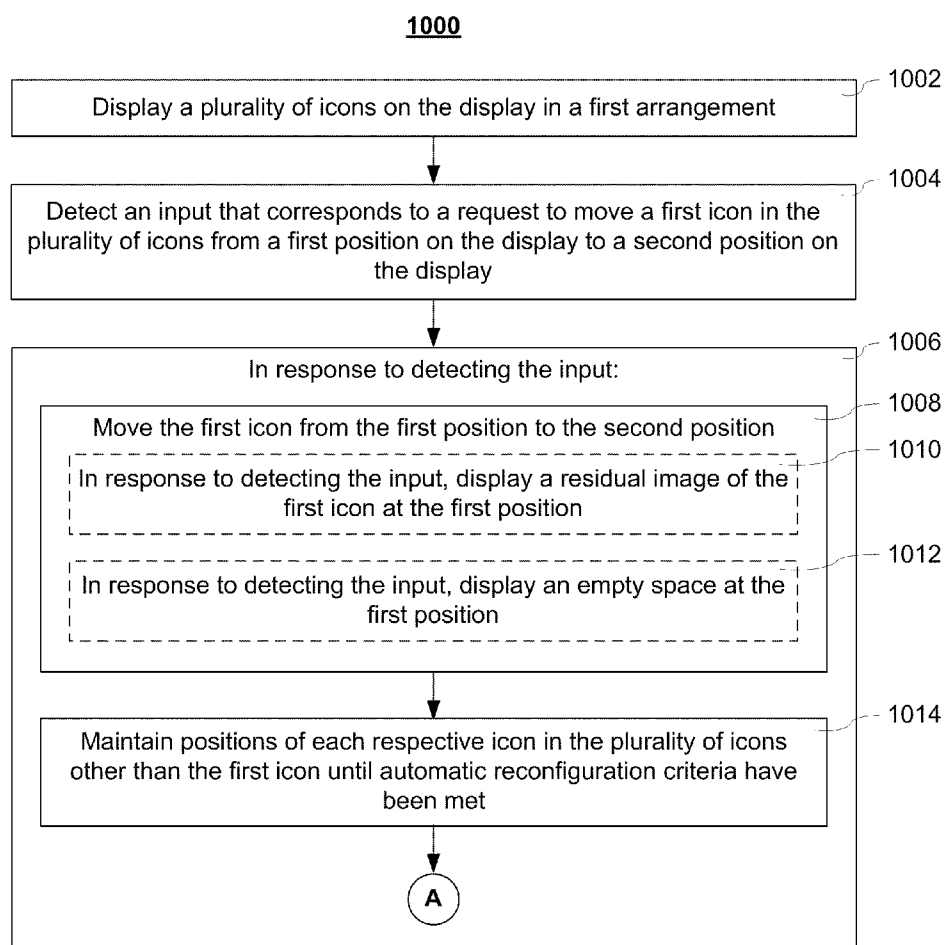 1000
1002
Display a plurality of icons on the display in a first arrangement
1004
Detect an input that corresponds to a request to move a first icon in the
plurality of icons from a first position on the display to a second position on
the display
1006
In response to detecting the input:
1008
Move the first icon from the first position to the second position
1010
In response to detecting the input, display a residual image of the
first icon at the first position
1012
In response to detecting the input, display an empty space at the
first position
1014
Maintain positions of each respective icon in the plurality of icons
other than the first icon until automatic reconfiguration criteria have
been met
A